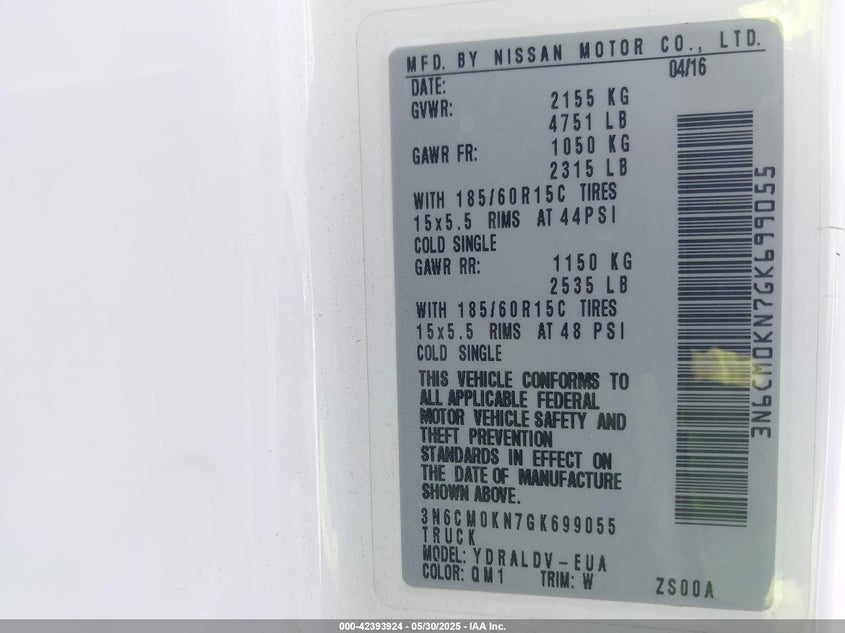 MFD. BY NISSAN MOTOR CO., LTD.
DATE: 04/16
GVWR: 2155 KG
4751 LB
GAWR FR: 1050 KG
2315 LB
WITH 185/60R15C TIRES
15x5.5 RIMS AT 44PSI
COLD SINGLE
GAWR RR: 1150 KG
2535 LB
WITH 185/60R15C TIRES
15x5.5 RIMS AT 48 PSI
COLD SINGLE
THIS VEHICLE CONFORMS TO
ALL APPLICABLE FEDERAL
MOTOR VEHICLE SAFETY AND
THEFT PREVENTION
STANDARDS IN EFFECT ON
THE DATE OF MANUFACTURE
SHOWN ABOVE.
3N6CM0KN7GK699055
TRUCK
MODEL: YDRALDV-EUA
COLOR: QM1 TRIM: W ZS00A
3N6CM0KN7GK699055
000-42393924 - 05/30/2025 - IAA Inc.